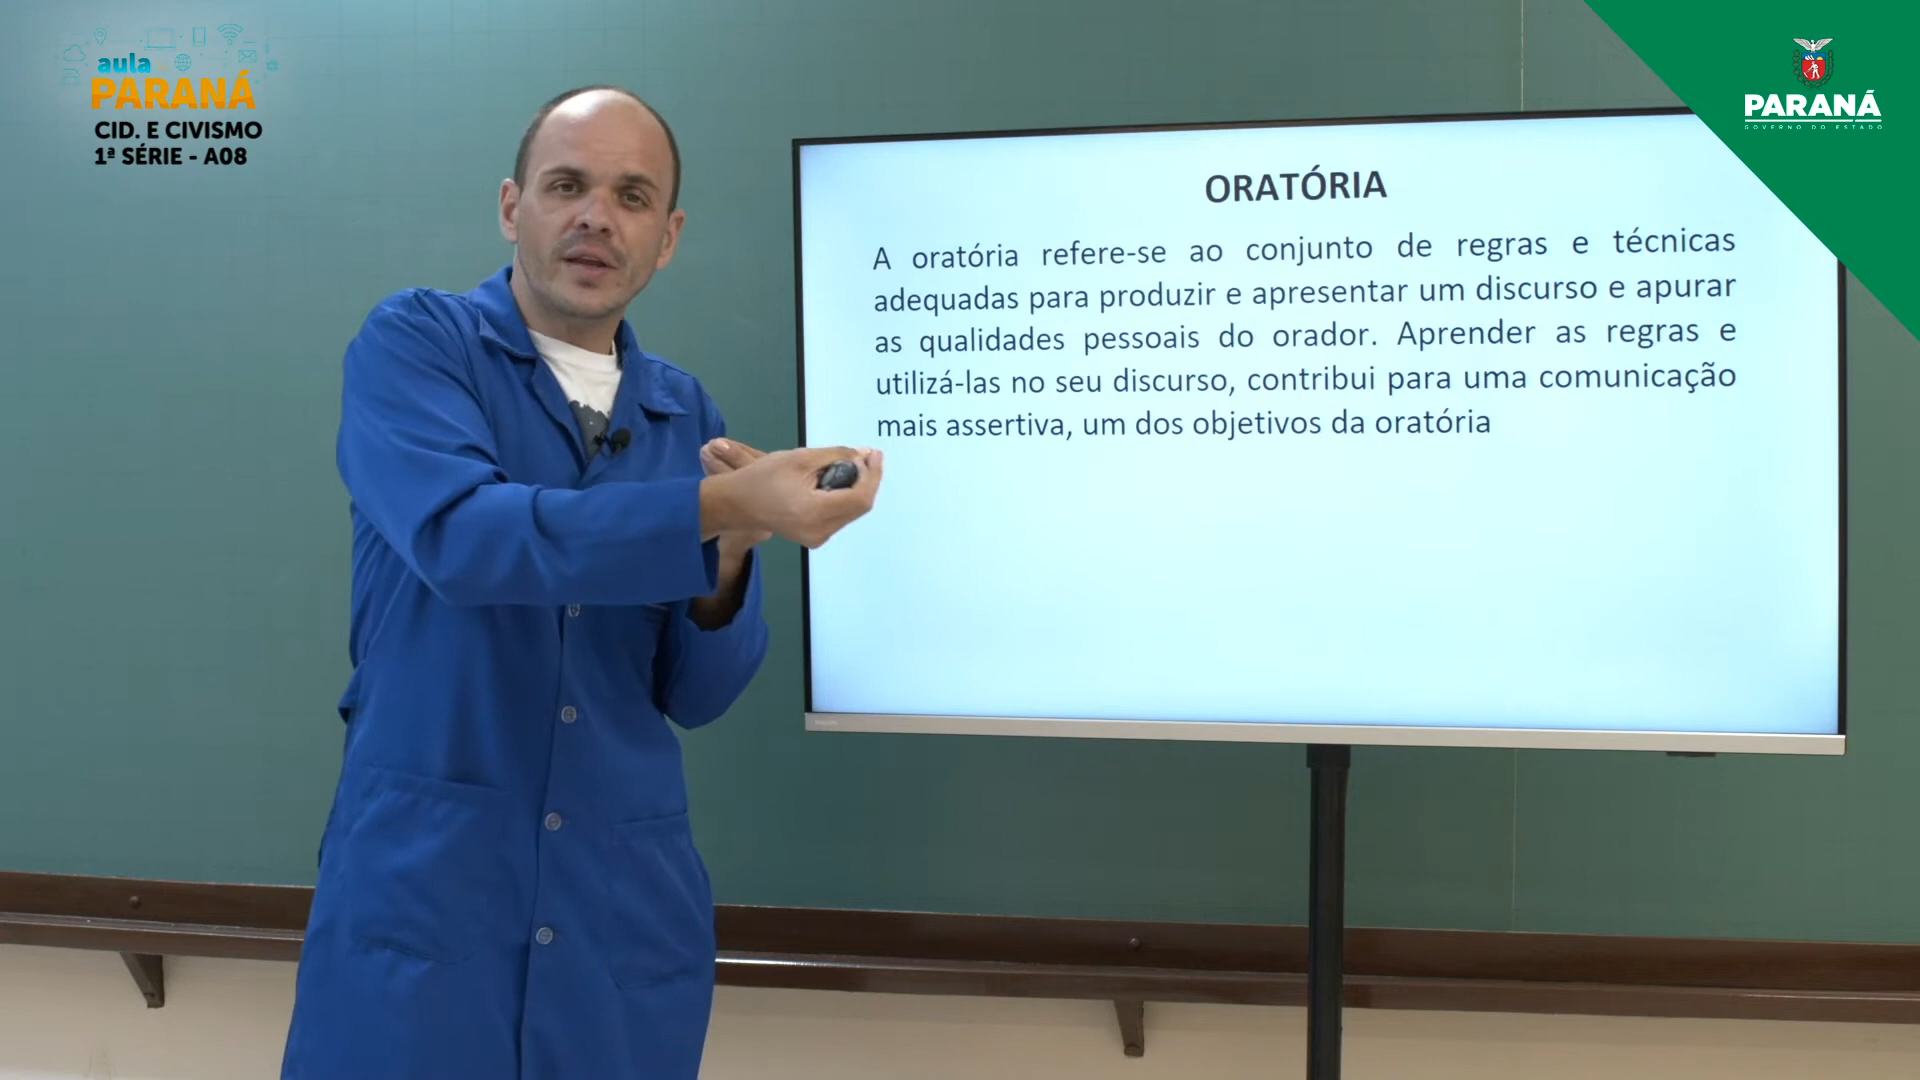 aula
PARANÁ
CID. E CIVISMO
1ª SÉRIE - A08
PARANÁ
GOVERNO DO ESTADO
ORATÓRIA
A oratória refere-se ao conjunto de regras e técnicas
adequadas para produzir e apresentar um discurso e apurar
as qualidades pessoais do orador. Aprender as regras e
utilizá-las no seu discurso, contribui para uma comunicação
mais assertiva, um dos objetivos da oratória